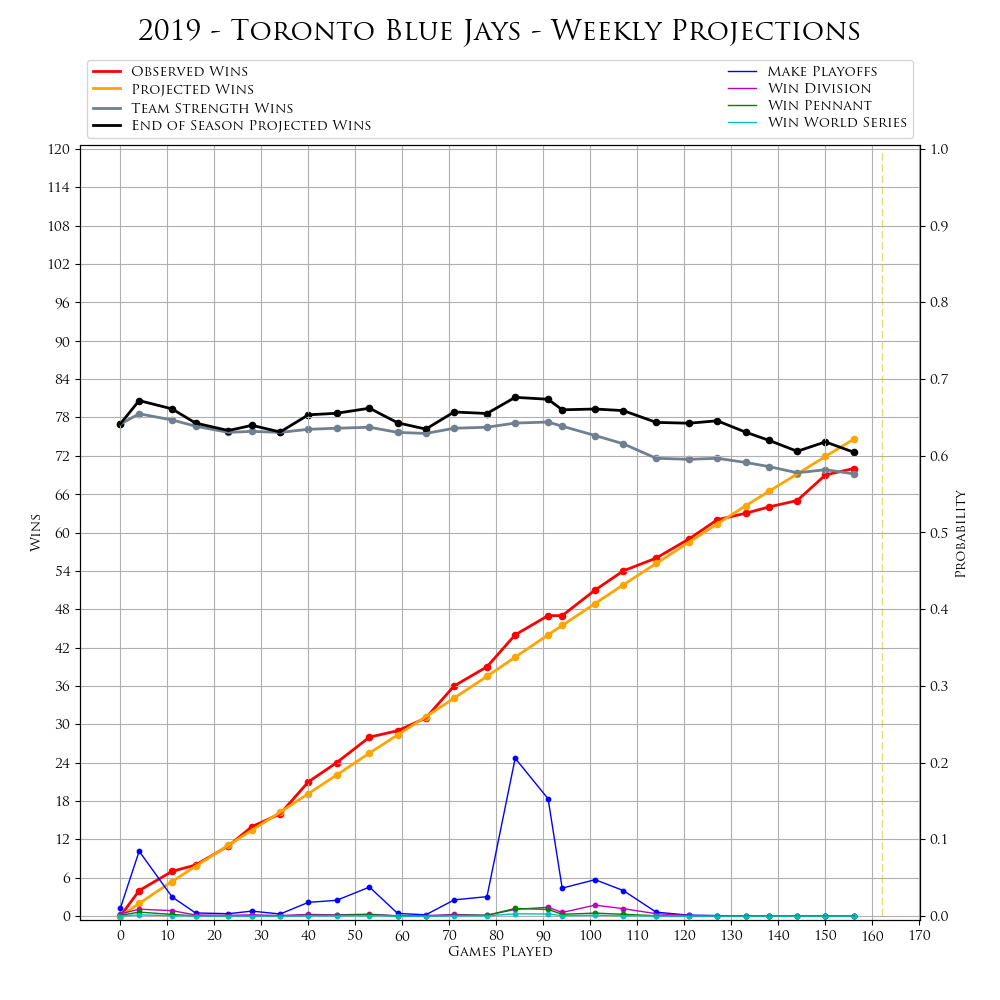 2019 - Toronto Blue Jays - Weekly Projections
Observed Wins
Projected Wins
Team Strength Wins
End of Season Projected Wins
Make Playoffs
Win Division
Win Pennant
Win World Series
120
114
108
102
96
90
84
78
72
66
60
54
48
42
36
30
24
18
12
6
0
Wins
1.0
0.9
0.8
0.7
0.6
0.5
0.4
0.3
0.2
0.1
0.0
Probability
0 10 20 30 40 50 60 70 80 90 100 110 120 130 140 150 160 170
Games Played